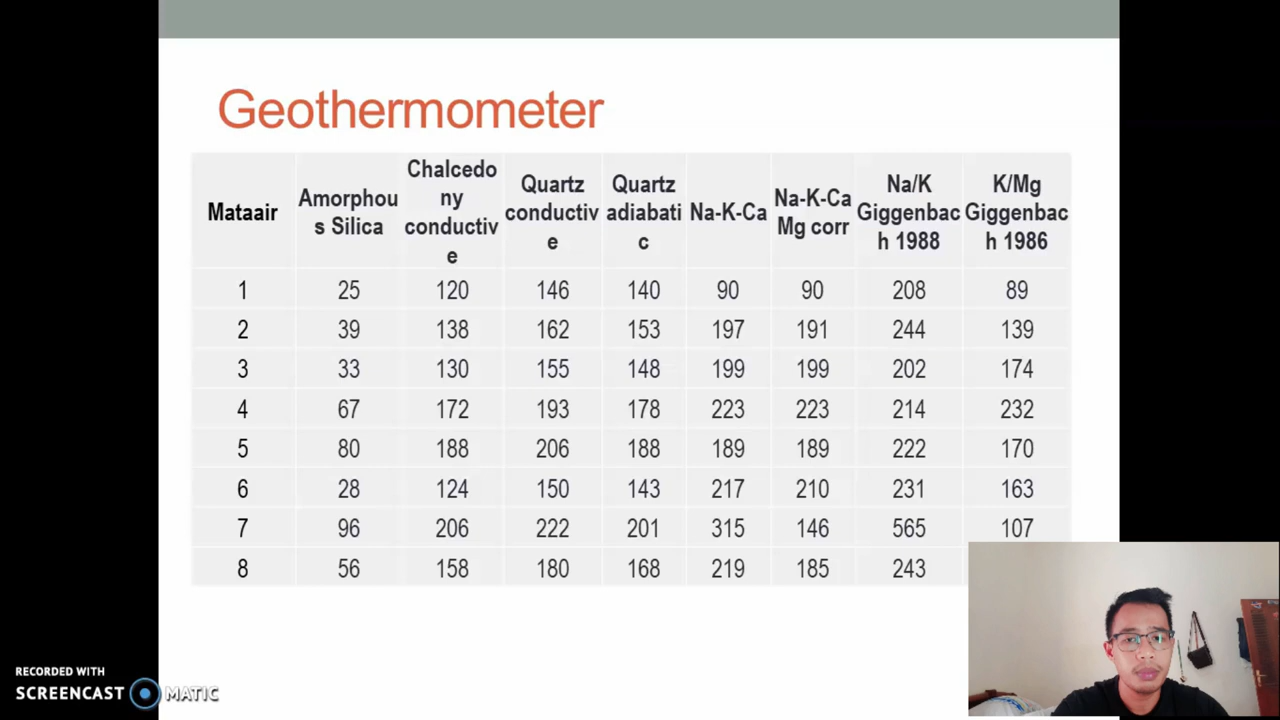 Geothermometer
Mataair Amorphou s Silica Chalcedo ny conductiv e Quartz conductiv e Quartz adiabati c Na-K-Ca Na-K-Ca Mg corr Na/K Giggenbac h 1988 K/Mg Giggenbac h 1986
1 25 120 146 140 90 90 208 89
2 39 138 162 153 197 191 244 139
3 33 130 155 148 199 199 202 174
4 67 172 193 178 223 223 214 232
5 80 188 206 188 189 189 222 170
6 28 124 150 143 217 210 231 163
7 96 206 222 201 315 146 565 107
8 56 158 180 168 219 185 243
RECORDED WITH
SCREENCAST MATIC